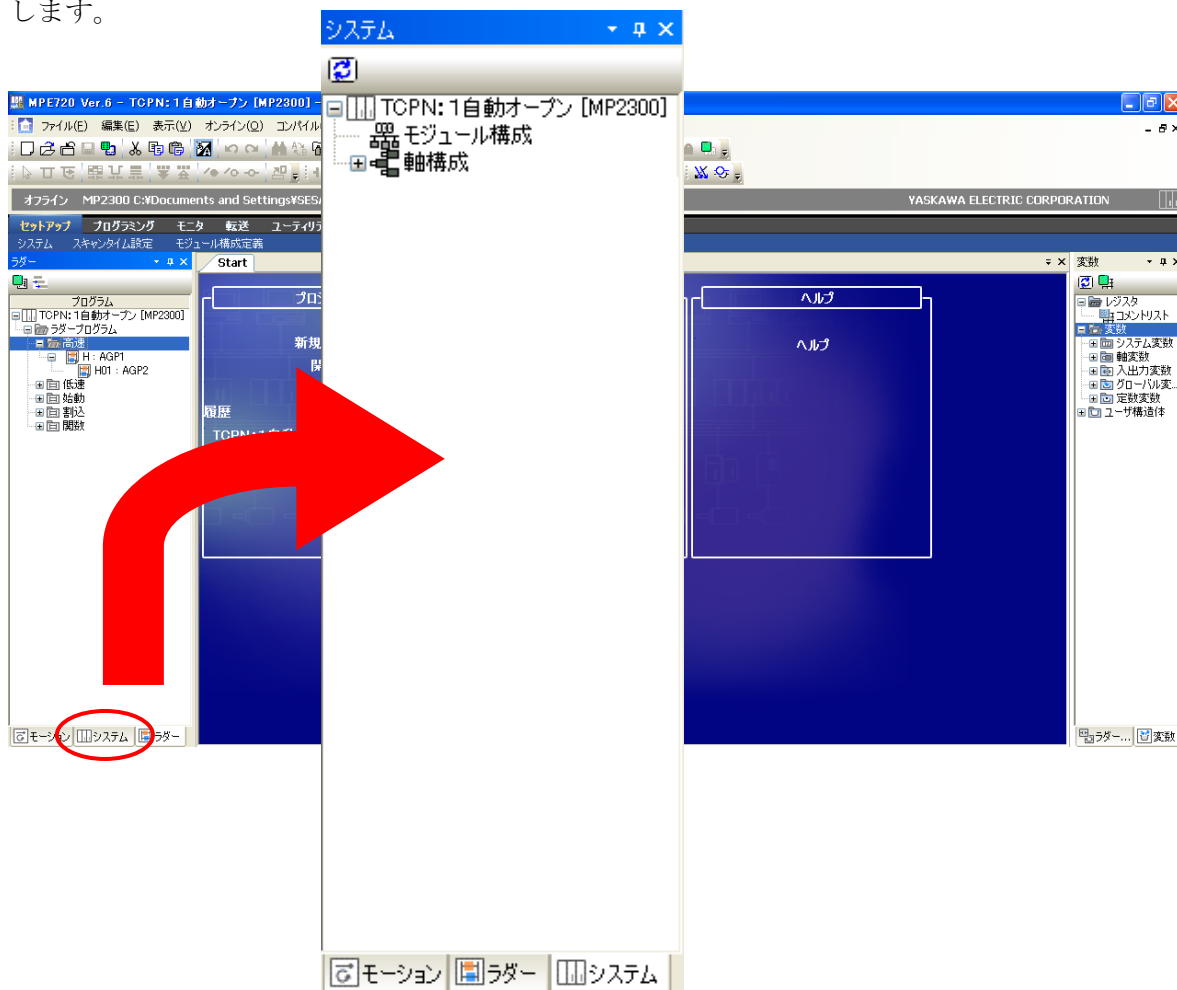 します。
システム
TCPN: 1自動オープン [MP2300]
モジュール構成
軸構成
モーション ラダー システム
MPE720 Ver.6 - TCPN: 1自動オープン [MP2300] -
ファイル(F) 編集(E) 表示(V) オンライン(O) コンパイル
オフライン MP2300 C:¥Documents and Settings¥SES
YASKAWA ELECTRIC CORPORATION
セットアップ プログラミング モニタ 転送 ユーティリテ
システム スキャンタイム設定 モジュール構成定義
ラダー
プログラム
TCPN: 1自動オープン [MP2300]
ラダープログラム
高速
H : AGP1
H01 : AGP2
低速
始動
割込
関数
モーション システム ラダー
Start
プロ
新規
履歴
TCPN: 1自動
ヘルプ
ヘルプ
変数
レジスタ
コメントリスト
変数
システム変数
軸変数
入出力変数
グローバル変...
定数変数
ユーザ構造体
ラダー... 変数